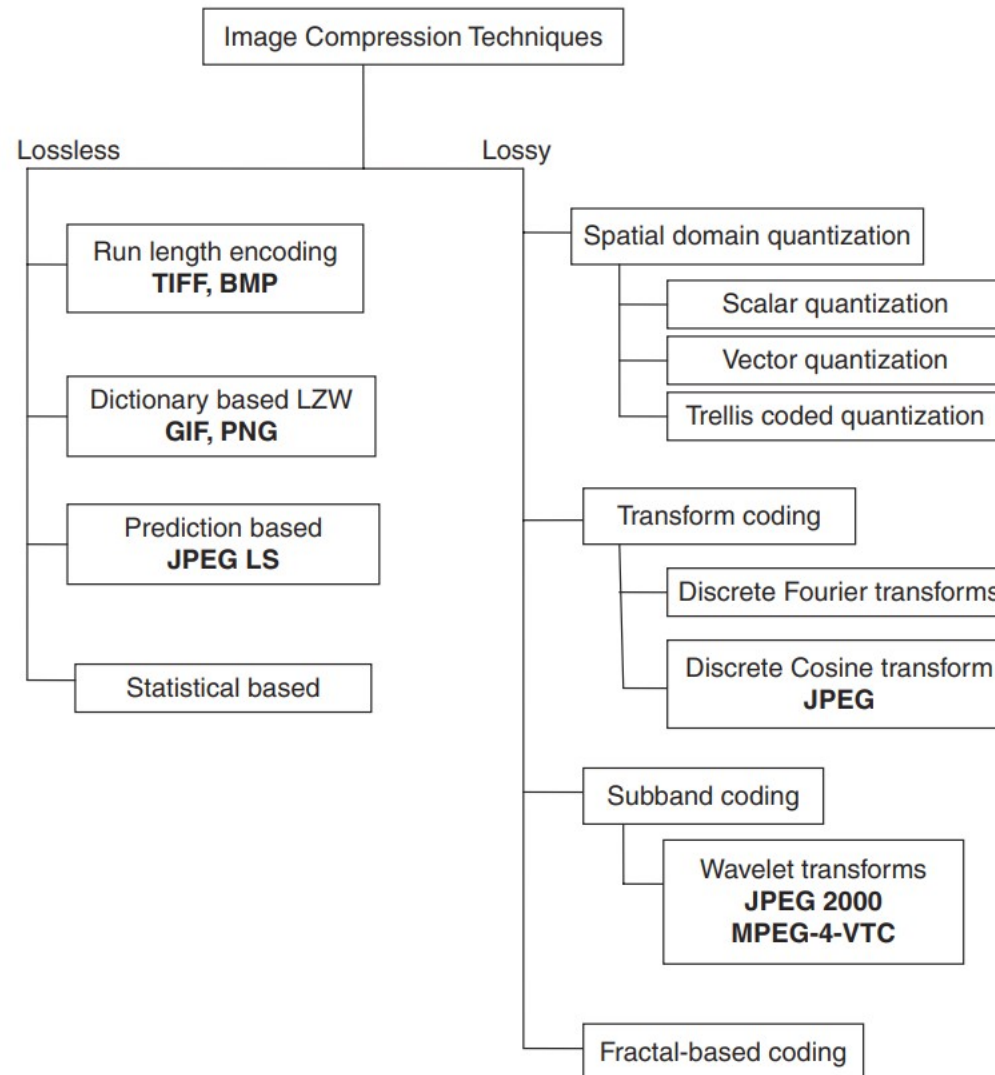 Image Compression Techniques
Lossless
Lossy
Run length encoding
TIFF, BMP
Dictionary based LZW
GIF, PNG
Prediction based
JPEG LS
Statistical based
Spatial domain quantization
Scalar quantization
Vector quantization
Trellis coded quantization
Transform coding
Discrete Fourier transforms
Discrete Cosine transform
JPEG
Subband coding
Wavelet transforms
JPEG 2000
MPEG-4-VTC
Fractal-based coding